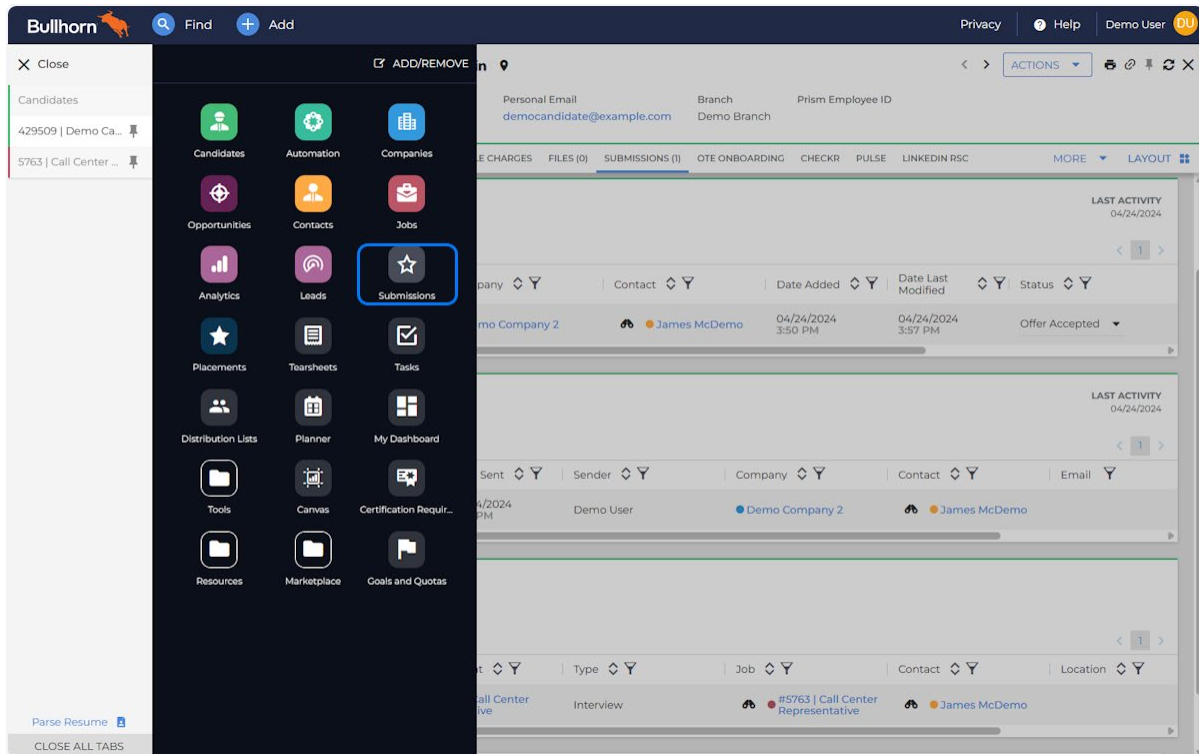 Bullhorn Find Add Privacy Help Demo User DU
Close
Candidates
429509 | Demo Ca...
5763 | Call Center ...
Parse Resume
CLOSE ALL TABS
ADD/REMOVE
Candidates Automation Companies
Opportunities Contacts Jobs
Analytics Leads Submissions
Placements Tearsheets Tasks
Distribution Lists Planner My Dashboard
Tools Canvas Certification Requir...
Resources Marketplace Goals and Quotas
in ACTIONS
Personal Email Branch Prism Employee ID
democandidate@example.com Demo Branch
LE CHARGES FILES (0) SUBMISSIONS (1) OTE ONBOARDING CHECKR PULSE LINKEDIN RSC MORE LAYOUT
LAST ACTIVITY
04/24/2024
1
pany Contact Date Added Date Last Modified Status
mo Company 2 James McDemo 04/24/2024 3:50 PM 04/24/2024 3:57 PM Offer Accepted
LAST ACTIVITY
04/24/2024
1
Sent Sender Company Contact Email
4/2024 PM Demo User Demo Company 2 James McDemo
1
Type Job Contact Location
Call Center ive Interview #5763 | Call Center Representative James McDemo